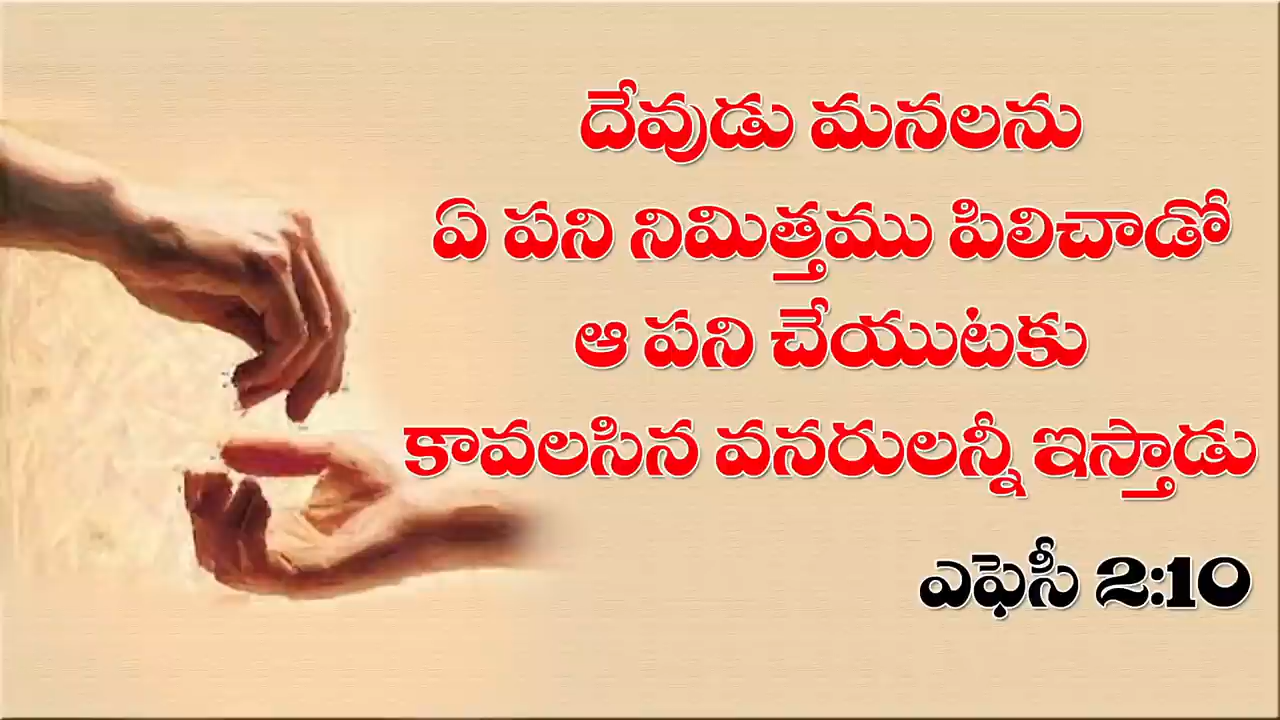 దేవుడు మనలను
ఏ పని నిమిత్తము పిలిచాడో
ఆ పని చేయుటకు
కావలసిన వనరులన్నీ ఇస్తాడు
ఎఫెసీ 2:10